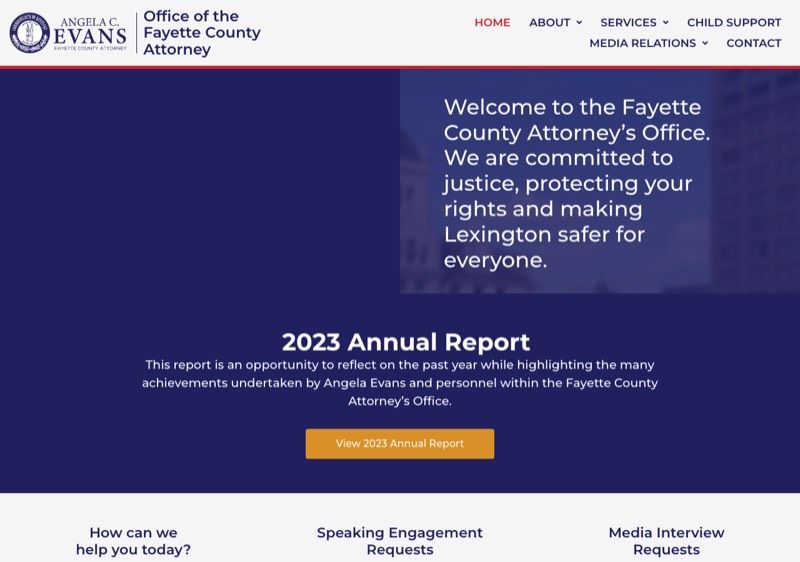 ANGELA C.
EVANS
FAYETTE COUNTY ATTORNEY
Office of the
Fayette County
Attorney
HOME ABOUT SERVICES CHILD SUPPORT
MEDIA RELATIONS CONTACT
Welcome to the Fayette
County Attorney’s Office.
We are committed to
justice, protecting your
rights and making
Lexington safer for
everyone.
2023 Annual Report
This report is an opportunity to reflect on the past year while highlighting the many
achievements undertaken by Angela Evans and personnel within the Fayette County
Attorney’s Office.
View 2023 Annual Report
How can we
help you today?
Speaking Engagement
Requests
Media Interview
Requests